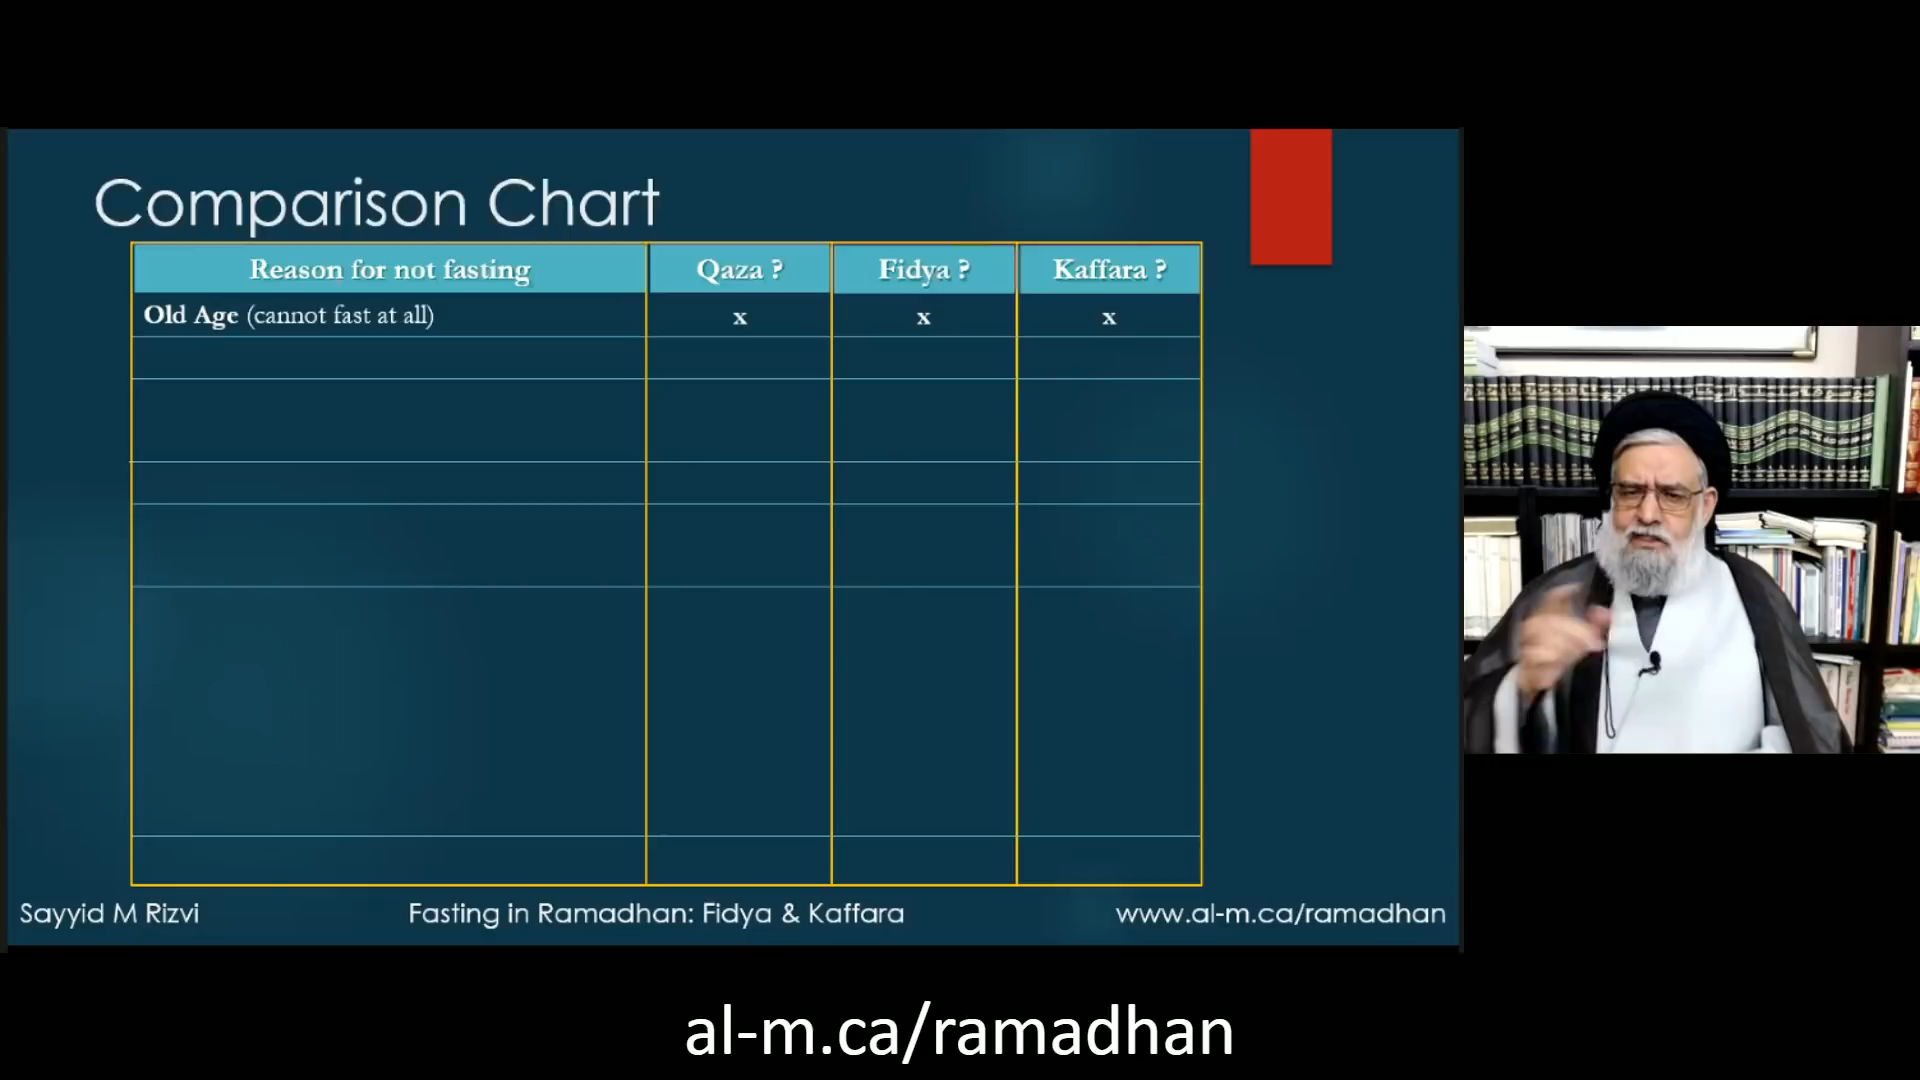 Comparison Chart
Reason for not fasting Qaza ? Fidya ? Kaffara ?
Old Age (cannot fast at all) x x x
Sayyid M Rizvi Fasting in Ramadhan: Fidya & Kaffara www.al-m.ca/ramadhan
al-m.ca/ramadhan